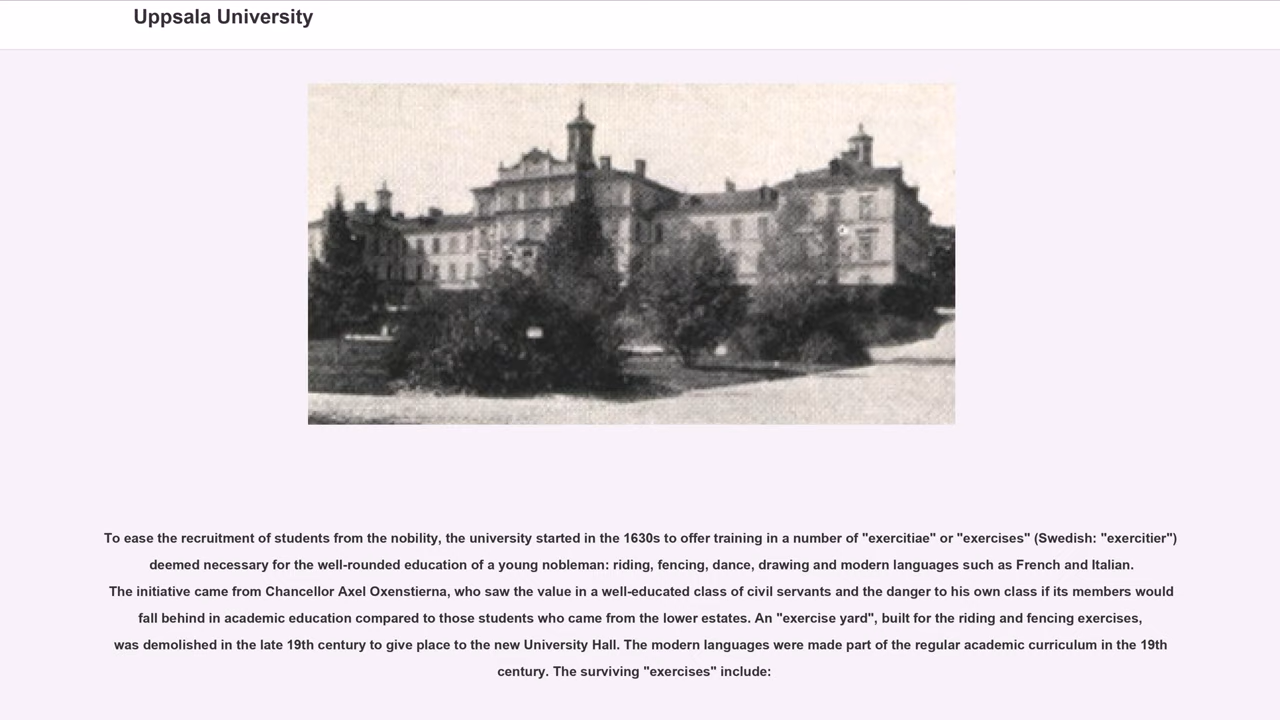 Uppsala University
To ease the recruitment of students from the nobility, the university started in the 1630s to offer training in a number of "exercitiae" or "exercises" (Swedish: "exercitier")
deemed necessary for the well-rounded education of a young nobleman: riding, fencing, dance, drawing and modern languages such as French and Italian.
The initiative came from Chancellor Axel Oxenstierna, who saw the value in a well-educated class of civil servants and the danger to his own class if its members would
fall behind in academic education compared to those students who came from the lower estates. An "exercise yard", built for the riding and fencing exercises,
was demolished in the late 19th century to give place to the new University Hall. The modern languages were made part of the regular academic curriculum in the 19th
century. The surviving "exercises" include: